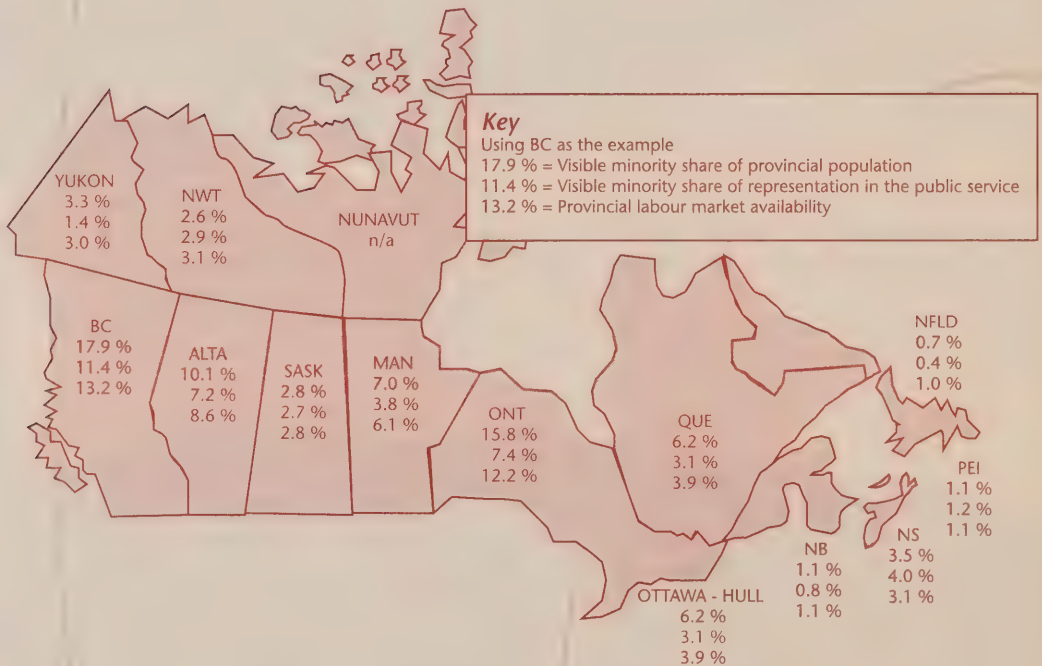 Key
Using BC as the example
17.9 % = Visible minority share of provincial population
11.4 % = Visible minority share of representation in the public service
13.2 % = Provincial labour market availability
YUKON
3.3 %
1.4 %
3.0 %
NWT
2.6 %
2.9 %
3.1 %
NUNAVUT
n/a
BC
17.9 %
11.4 %
13.2 %
ALTA
10.1 %
7.2 %
8.6 %
SASK
2.8 %
2.7 %
2.8 %
MAN
7.0 %
3.8 %
6.1 %
ONT
15.8 %
7.4 %
12.2 %
QUE
6.2 %
3.1 %
3.9 %
NFLD
0.7 %
0.4 %
1.0 %
PEI
1.1 %
1.2 %
1.1 %
NS
3.5 %
4.0 %
3.1 %
NB
1.1 %
0.8 %
1.1 %
OTTAWA - HULL
6.2 %
3.1 %
3.9 %